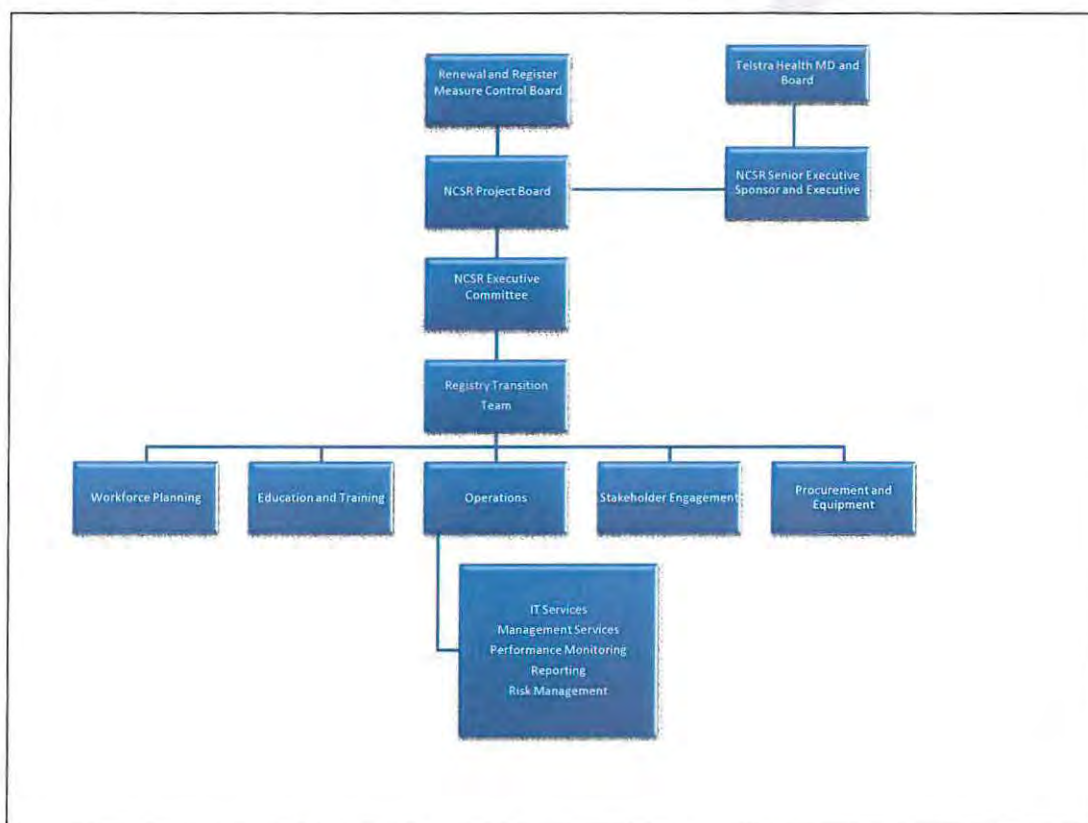 Renewal and Register
Measure Control Board
Telstra Health MD and
Board
NCSR Project Board
NCSR Senior Executive
Sponsor and Executive
NCSR Executive
Committee
Registry Transition
Team
Workforce Planning
Education and Training
Operations
Stakeholder Engagement
Procurement and
Equipment
IT Services
Management Services
Performance Monitoring
Reporting
Risk Management